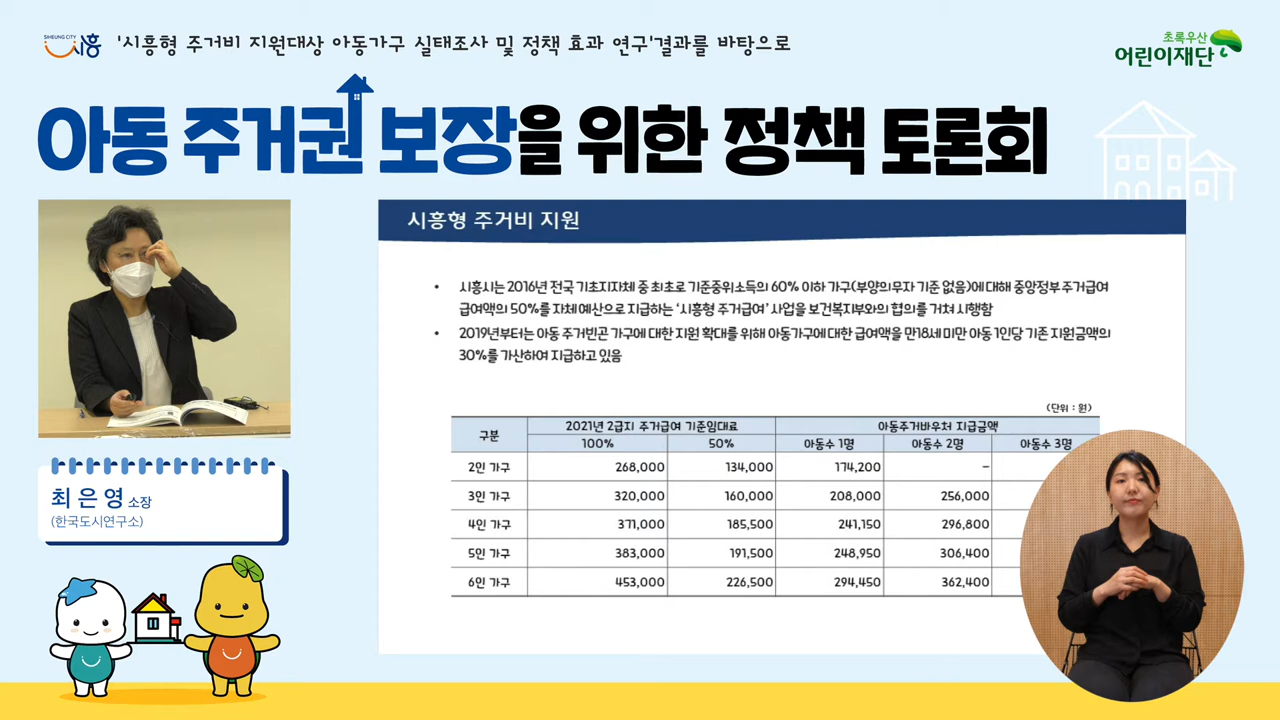 SIHEUNG CITY
시흥
'시흥형 주거비 지원대상 아동가구 실태조사 및 정책 효과 연구'결과를 바탕으로
초록우산
어린이재단
아동 주거권 보장을 위한 정책 토론회
시흥형 주거비 지원
• 시흥시는 2016년 전국 기초지자체 중 최초로 기준중위소득의 60% 이하 가구(부양의무자 기준 없음)에 대해 중앙정부 주거급여
급여액의 50%를 자체 예산으로 지급하는 '시흥형 주거급여' 사업을 보건복지부와의 협의를 거쳐 시행함
• 2019년부터는 아동 주거빈곤 가구에 대한 지원 확대를 위해 아동가구에 대한 급여액을 만18세 미만 아동 1인당 기존 지원금액의
30%를 가산하여 지급하고 있음
(단위 : 원)
구분 2021년 2급지 주거급여 기준임대료 아동주거바우처 지급금액
100% 50% 아동수 1명 아동수 2명 아동수 3명
2인 가구 268,000 134,000 174,200 –
3인 가구 320,000 160,000 208,000 256,000
4인 가구 371,000 185,500 241,150 296,800
5인 가구 383,000 191,500 248,950 306,400
6인 가구 453,000 226,500 294,450 362,400
최은영 소장
(한국도시연구소)